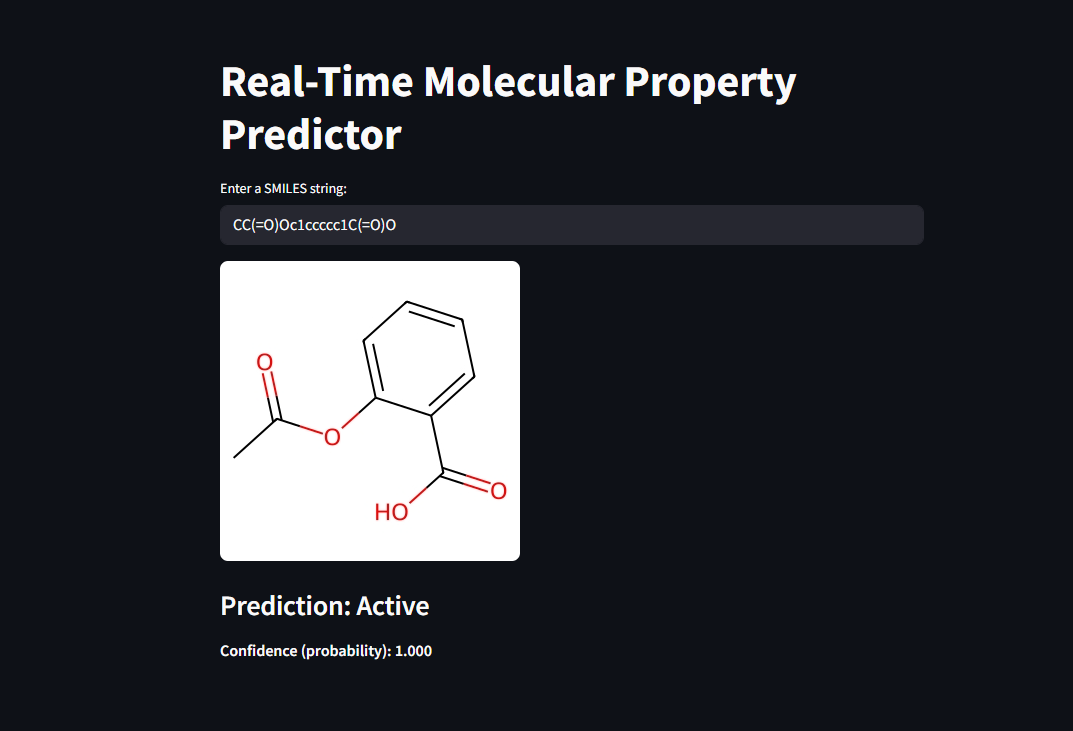 Real-Time Molecular Property
Predictor
Enter a SMILES string:
CC(=O)Oc1ccccc1C(=O)O
O
O
O
HO
Prediction: Active
Confidence (probability): 1.000